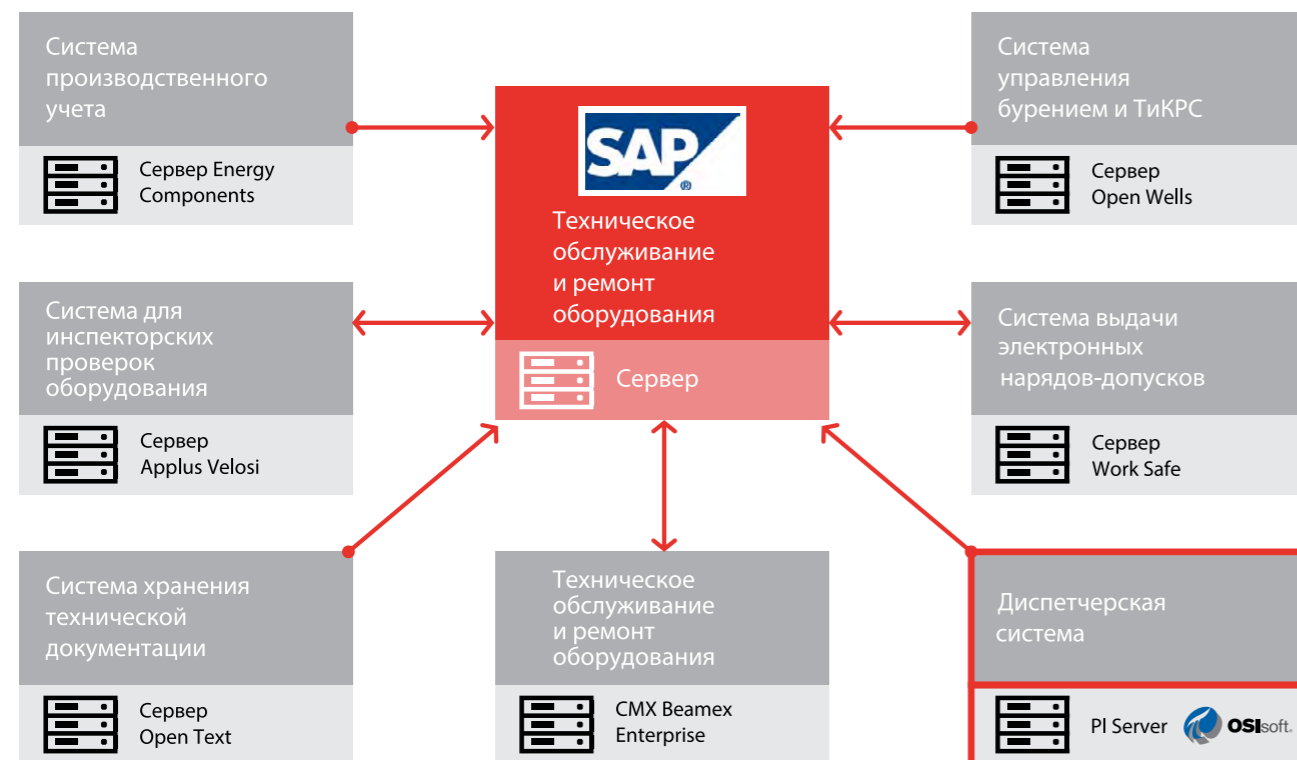 Система
производственного
учета
Сервер Energy
Components
SAP
®
Техническое
обслуживание
и ремонт
оборудования
Сервер
Система
управления
бурением и ТиКРС
Сервер
Open Wells
Система для
инспекторских
проверок
оборудования
Сервер
Applus Velosi
Система выдачи
электронных
нарядов-допусков
Сервер
Work Safe
Система хранения
технической
документации
Сервер
Open Text
Техническое
обслуживание
и ремонт
оборудования
CMX Beamex
Enterprise
Диспетчерская
система
PI Server OSIsoft.